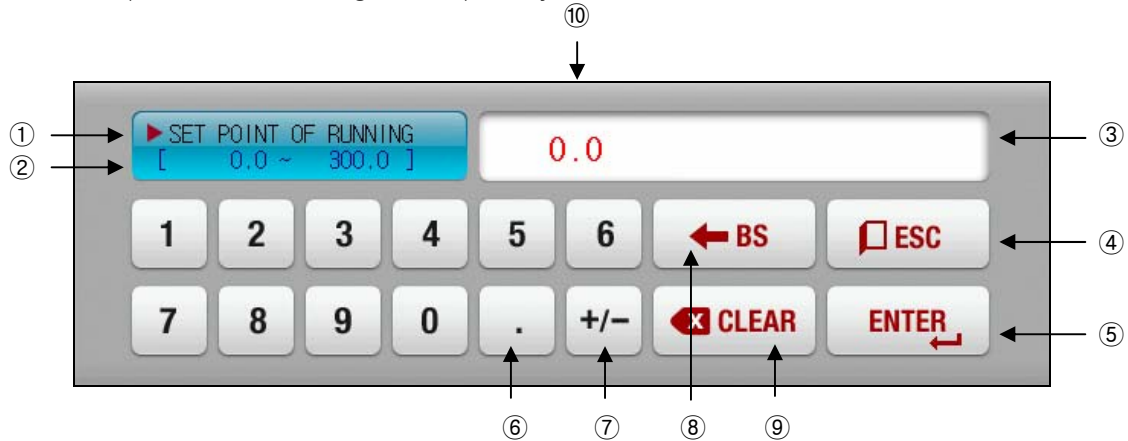 ⑩
① ▶SET POINT OF RUNNING 0.0 ③
② [ 0.0 ~ 300.0 ]
1 2 3 4 5 6 BS ESC ④
7 8 9 0 . +/− CLEAR ENTER ⑤
⑥ ⑦ ⑧ ⑨